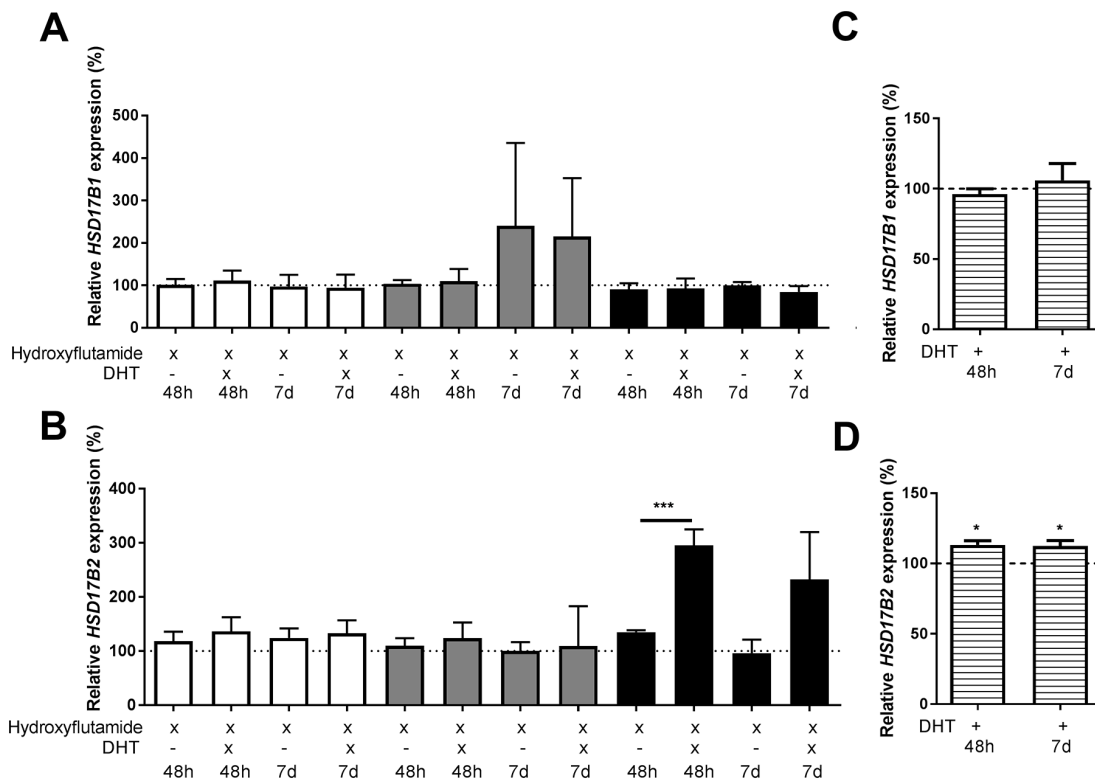 A
Relative HSD17B1 expression (%)
500
400
300
200
100
0
Hydroxyflutamide x x x x x x x x x x x x
DHT - x - x - x - x - x - x
48h 48h 7d 7d 48h 48h 7d 7d 48h 48h 7d 7d
B
Relative HSD17B2 expression (%)
400
300
200
100
0
***
Hydroxyflutamide x x x x x x x x x x x x
DHT - x - x - x - x - x - x
48h 48h 7d 7d 48h 48h 7d 7d 48h 48h 7d 7d
C
Relative HSD17B1 expression (%)
150
100
50
0
DHT + +
48h 7d
D
Relative HSD17B2 expression (%)
150
100
50
0
* *
DHT + +
48h 7d